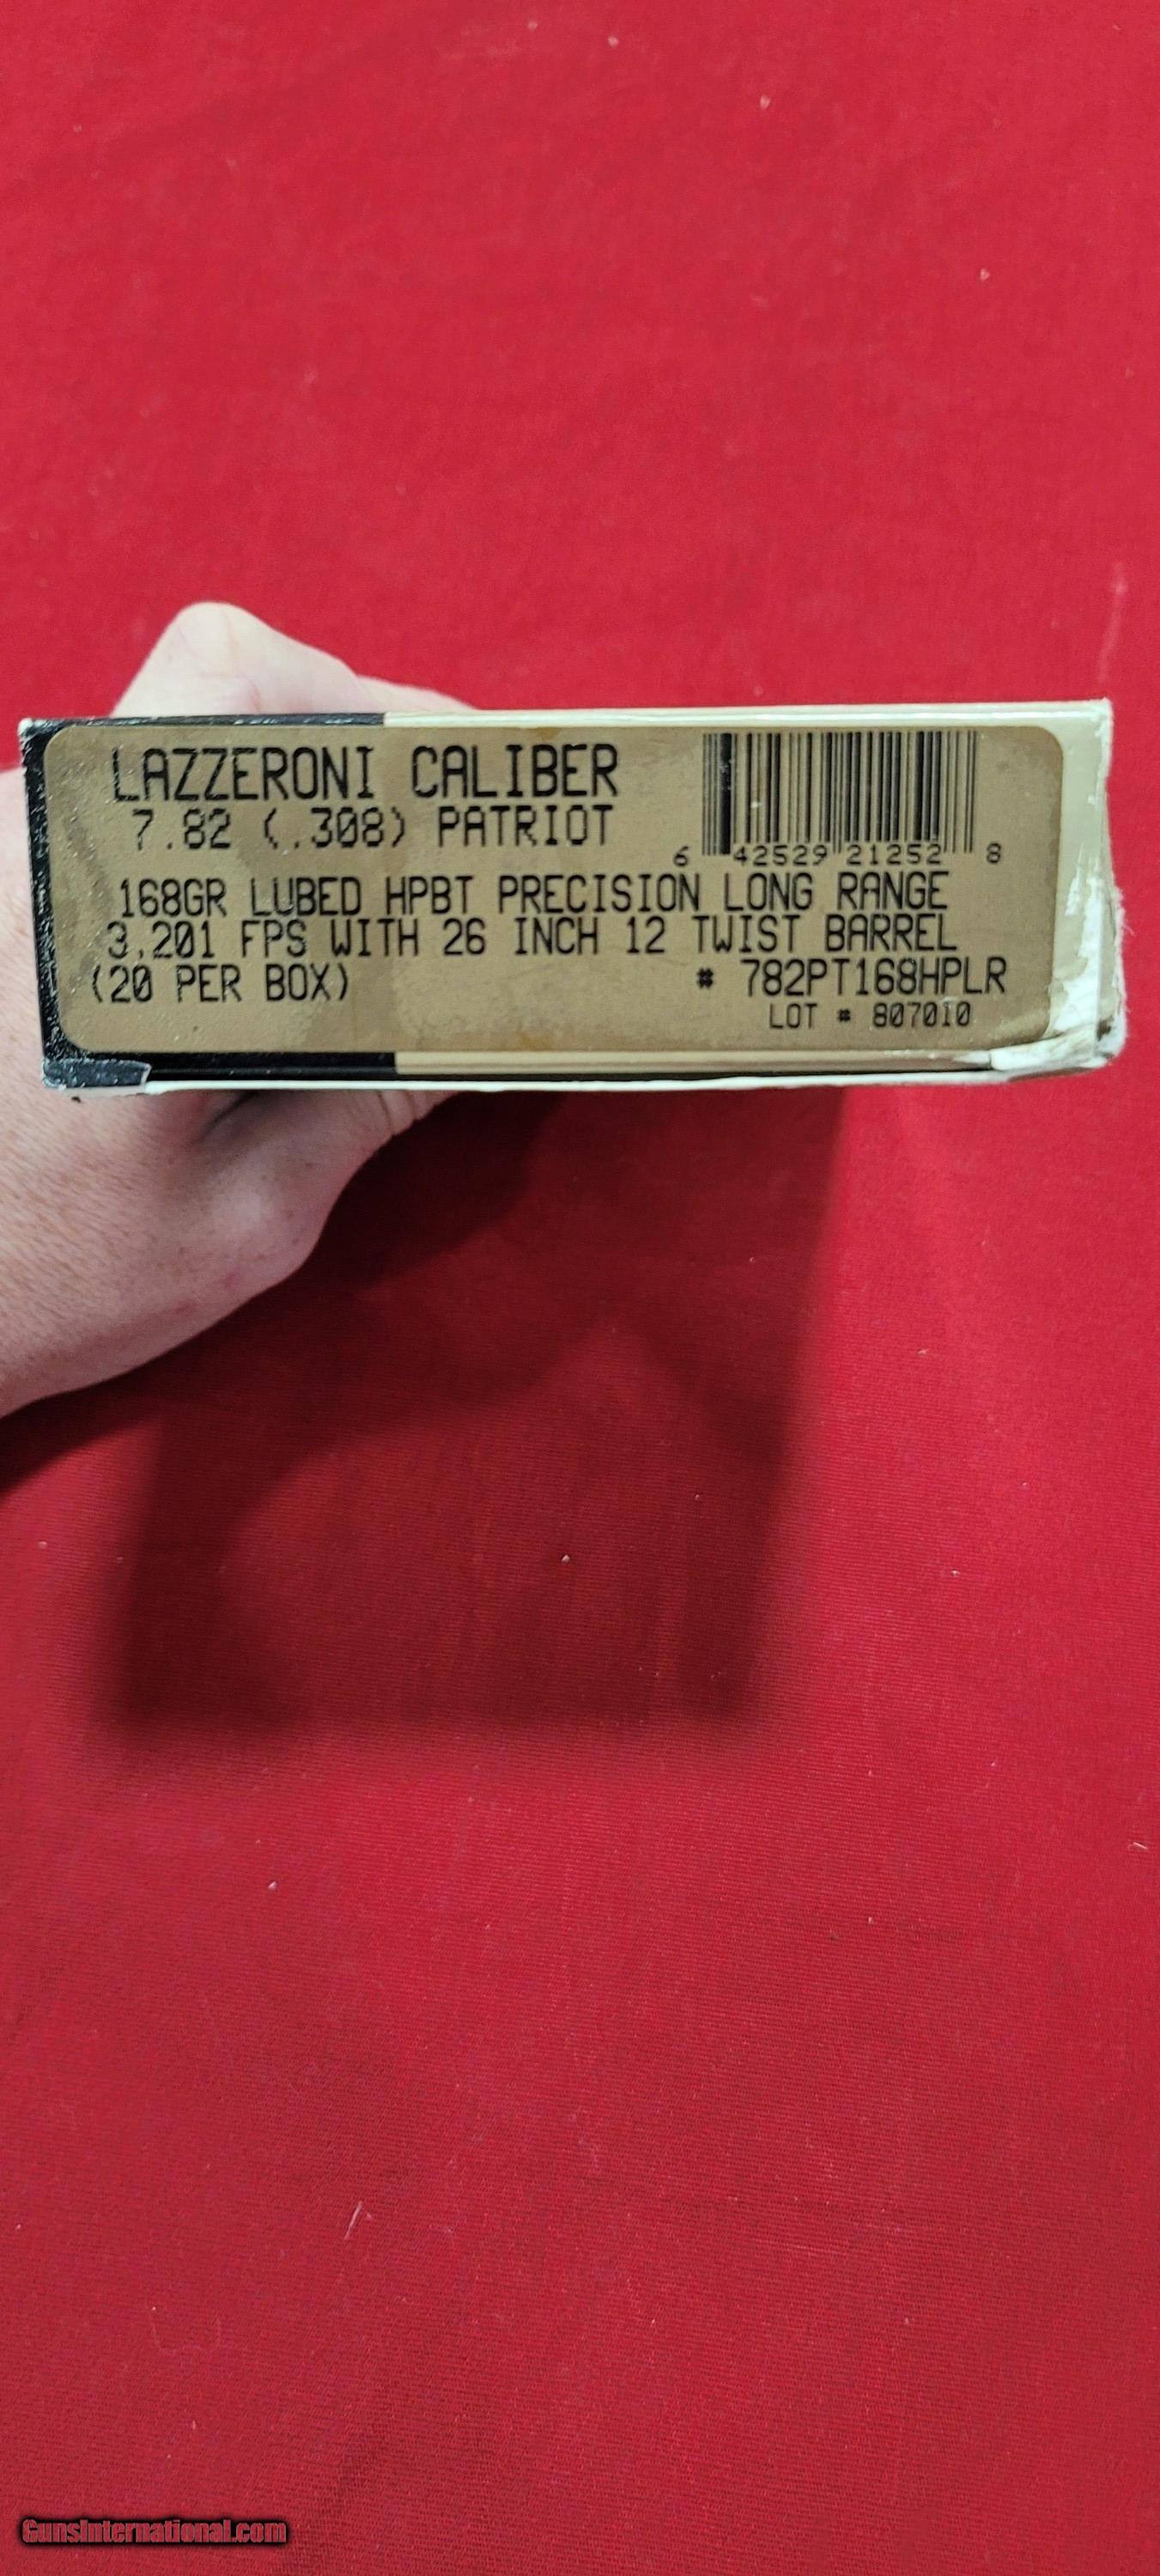 LAZZERONI CALIBER
7.82 (.308) PATRIOT
6 42529 21252 8
168GR LUBED HPBT PRECISION LONG RANGE
3,201 FPS WITH 26 INCH 12 TWIST BARREL
(20 PER BOX) # 782PT168HPLR
LOT # 807010
GunsInternational.com